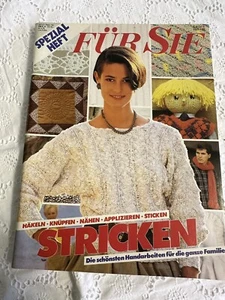 SPEZIAL
HEFT
FÜR SIE
HÄKELN · KNÜPFEN · NÄHEN · APPLIZIEREN · STICKEN
STRICKEN
Die schönsten Handarbeiten für die ganze Familie